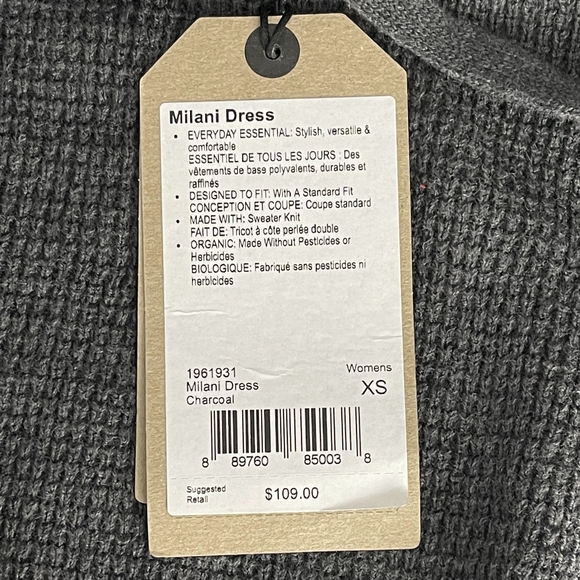 Milani Dress
• EVERYDAY ESSENTIAL: Stylish, versatile &
comfortable
ESSENTIEL DE TOUS LES JOURS : Des
vêtements de base polyvalents, durables et
raffinés
• DESIGNED TO FIT: With A Standard Fit
CONCEPTION ET COUPE: Coupe standard
• MADE WITH: Sweater Knit
FAIT DE: Tricot à côte perlée double
• ORGANIC: Made Without Pesticides or
Herbicides
BIOLOGIQUE: Fabriqué sans pesticides ni
herbicides
1961931 Womens
Milani Dress XS
Charcoal
8 89760 85003 8
Suggested
Retail $109.00